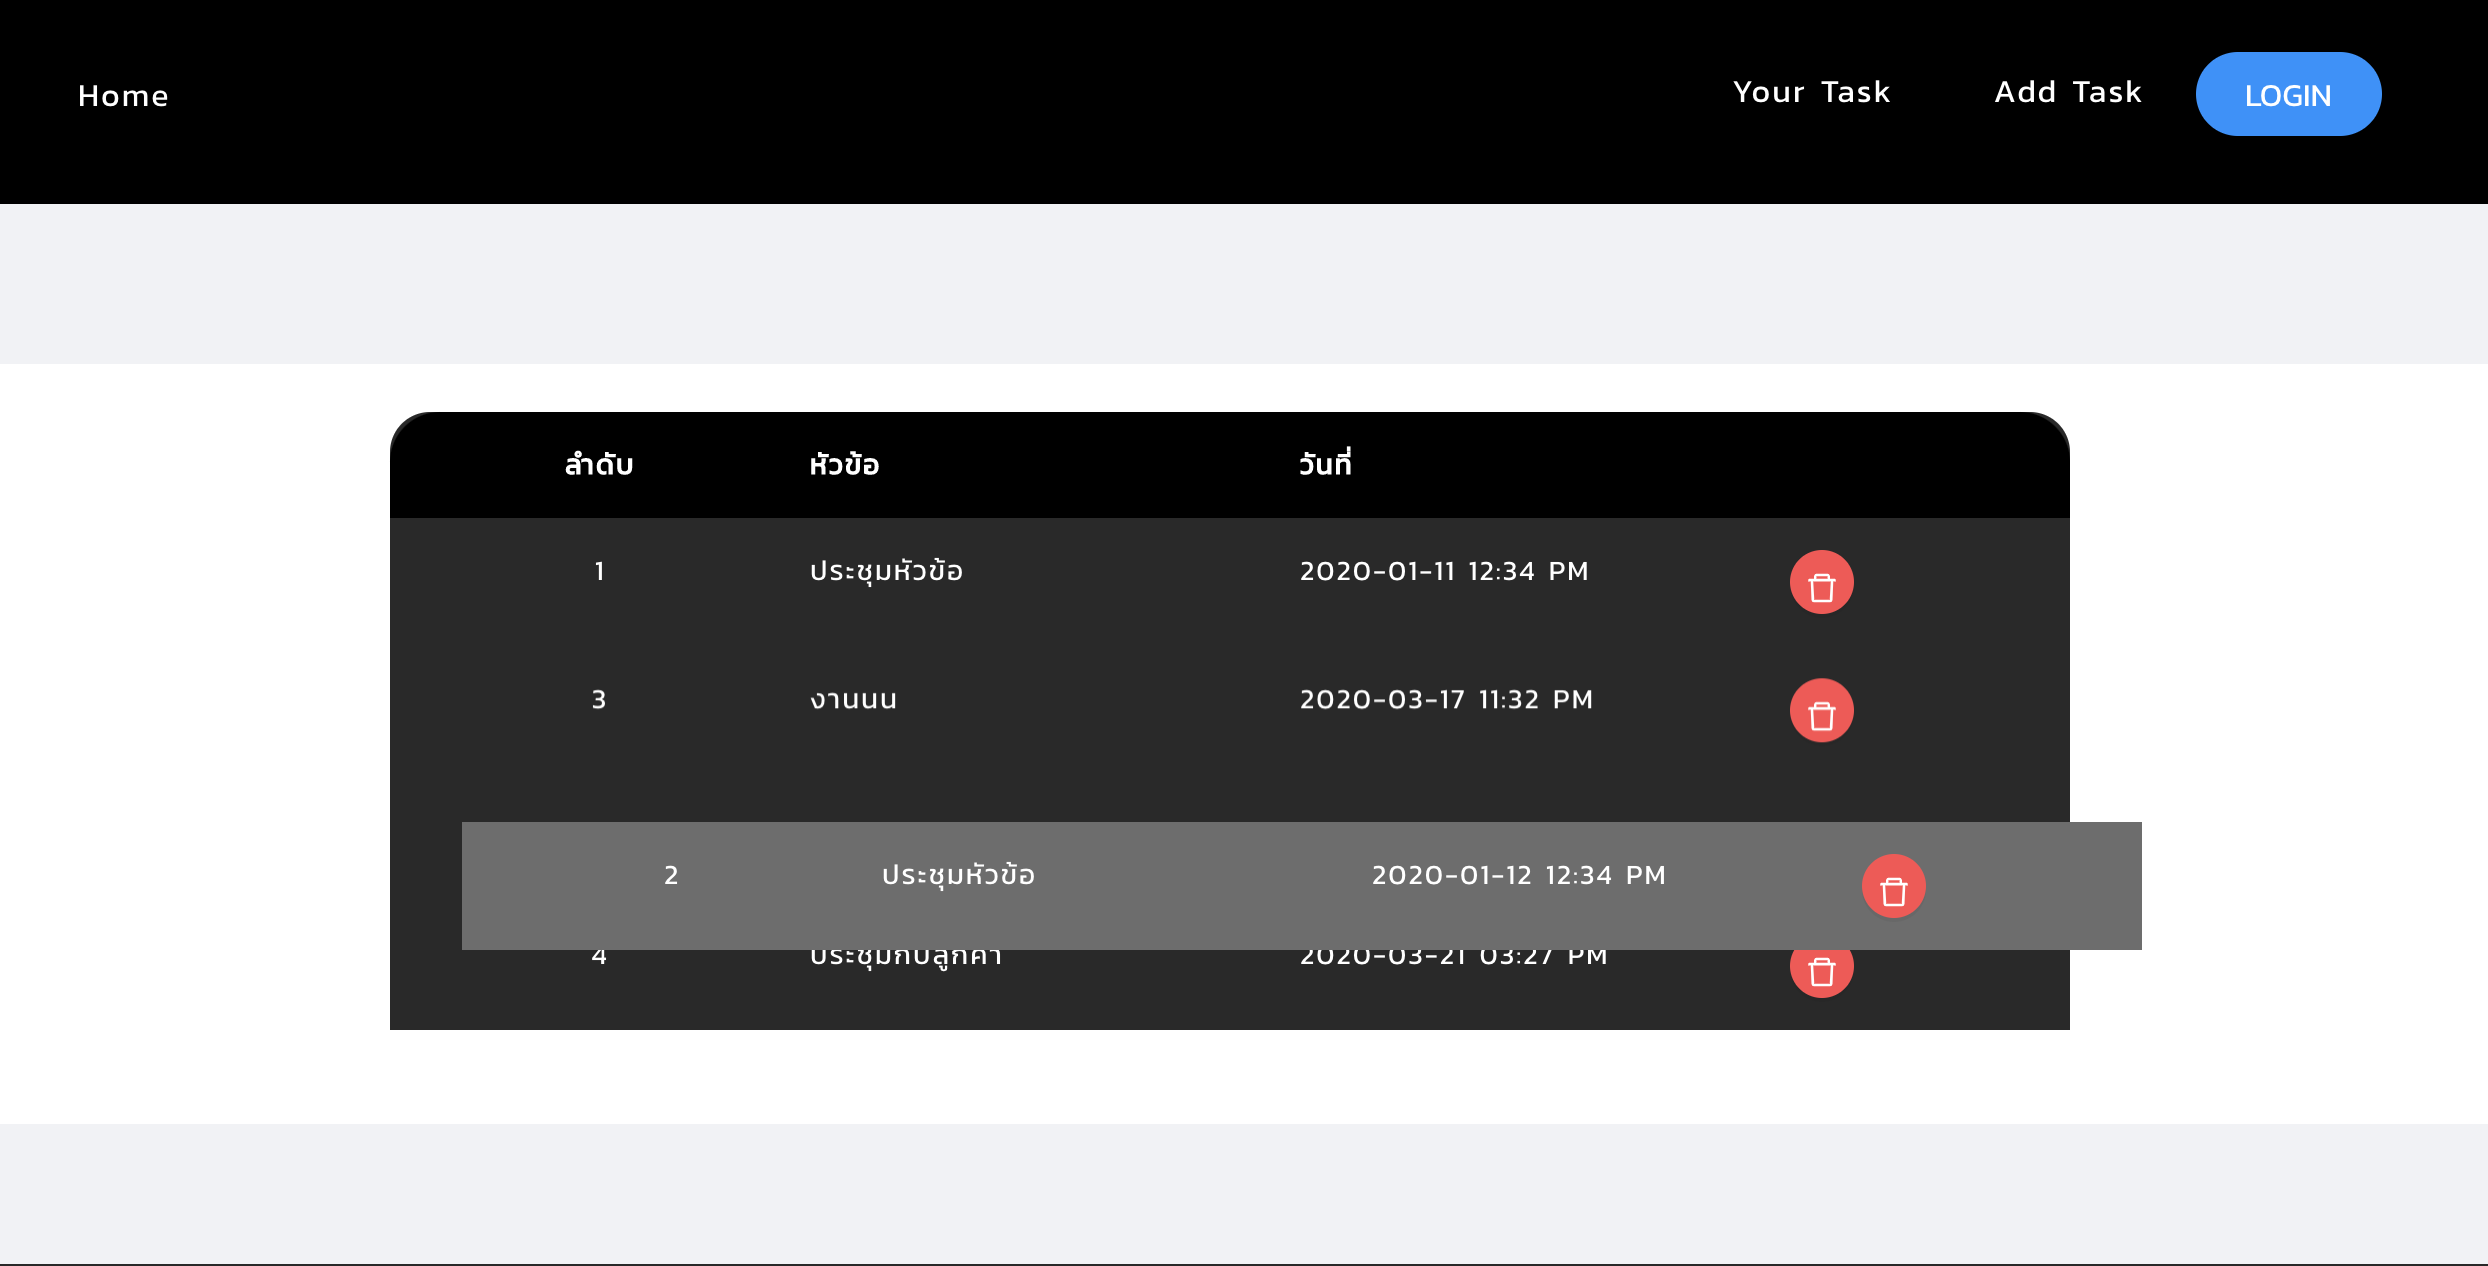 Home Your Task Add Task LOGIN
ลำดับ หัวข้อ วันที่
1 ประชุมหัวข้อ 2020-01-11 12:34 PM
3 งานนน 2020-03-17 11:32 PM
2 ประชุมหัวข้อ 2020-01-12 12:34 PM
4 ประชุมกับลูกค้า 2020-03-21 03:27 PM